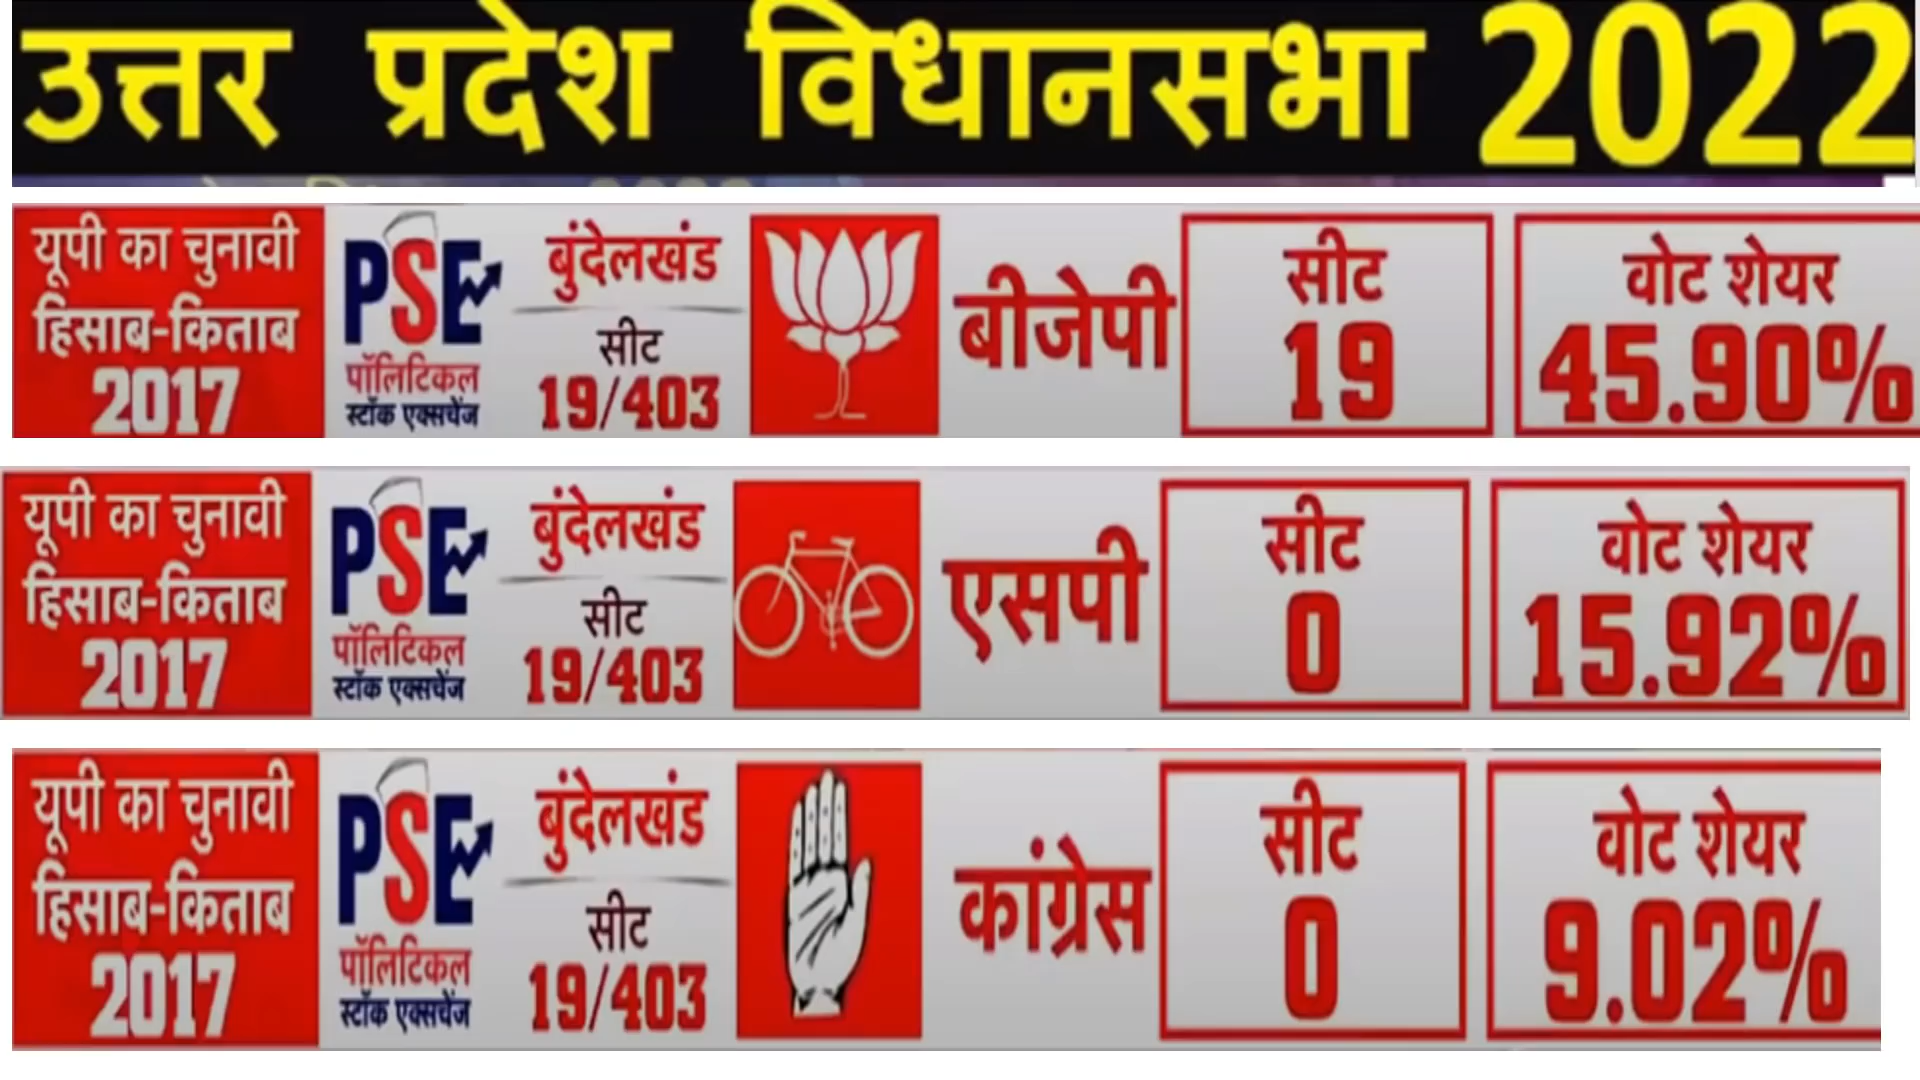 उत्तर प्रदेश विधानसभा 2022
यूपी का चुनावी
हिसाब-किताब
2017
PSE
पॉलिटिकल
स्टॉक एक्सचेंज
बुंदेलखंड
सीट
19/403
बीजेपी
सीट
19
वोट शेयर
45.90%
यूपी का चुनावी
हिसाब-किताब
2017
PSE
पॉलिटिकल
स्टॉक एक्सचेंज
बुंदेलखंड
सीट
19/403
एसपी
सीट
0
वोट शेयर
15.92%
यूपी का चुनावी
हिसाब-किताब
2017
PSE
पॉलिटिकल
स्टॉक एक्सचेंज
बुंदेलखंड
सीट
19/403
कांग्रेस
सीट
0
वोट शेयर
9.02%